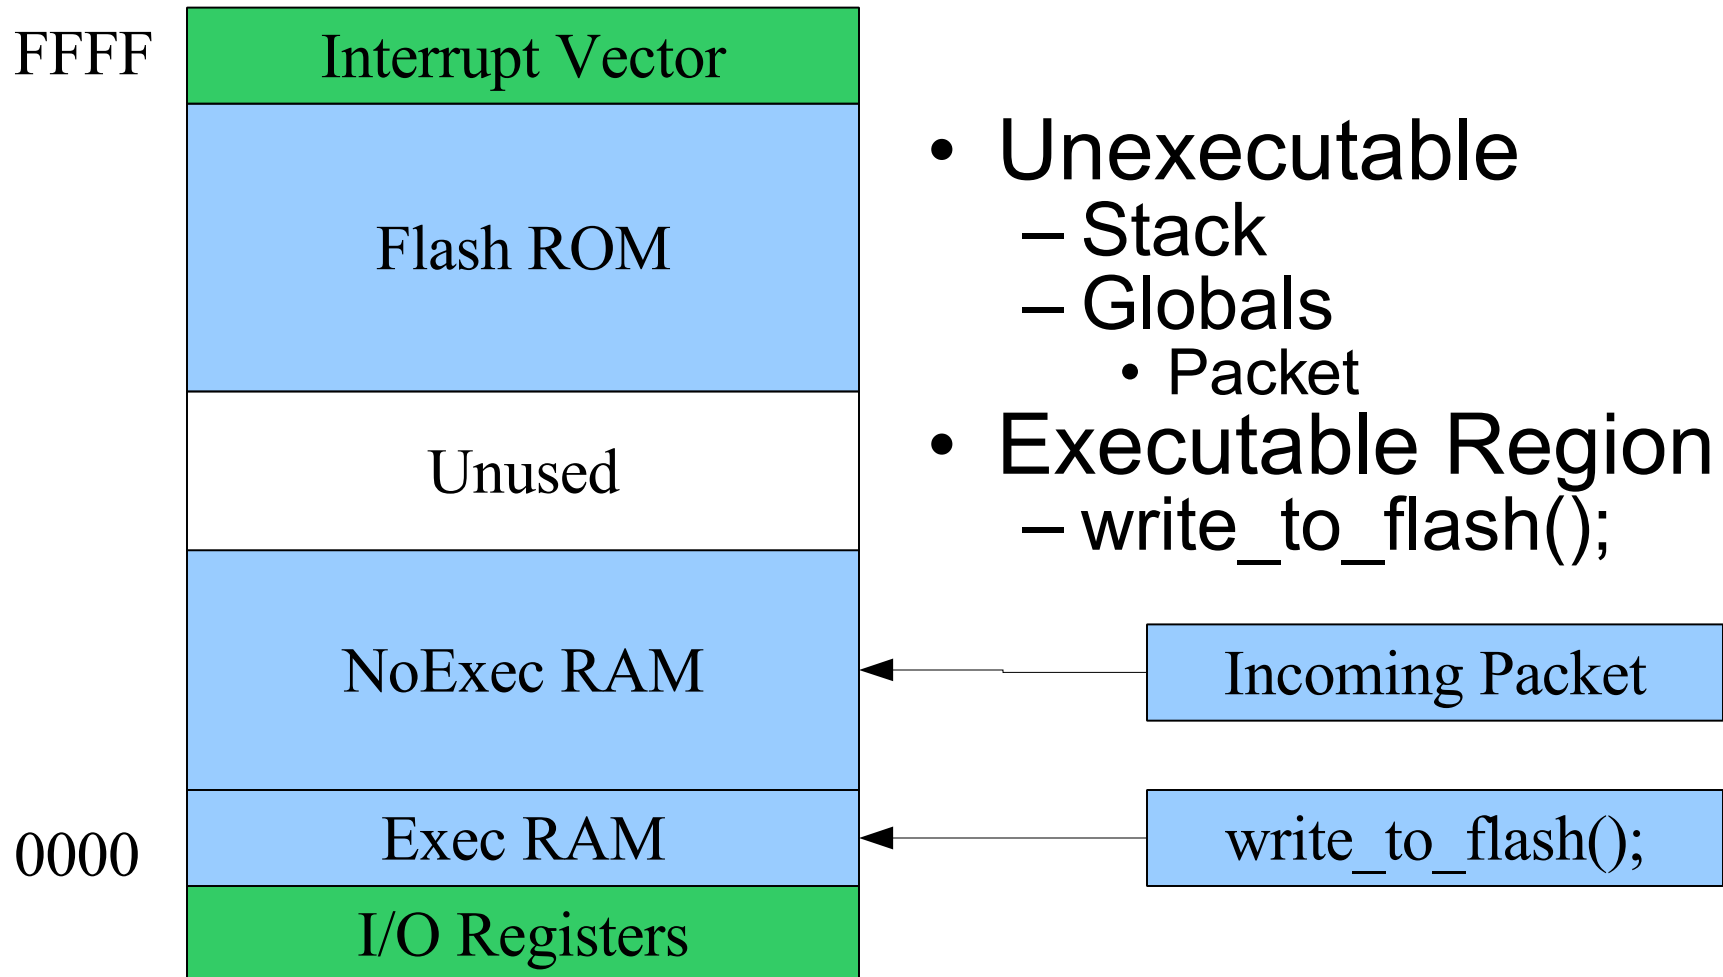 FFFF
Interrupt Vector
Flash ROM
Unused
NoExec RAM
Exec RAM
0000
I/O Registers
• Unexecutable
– Stack
– Globals
• Packet
• Executable Region
– write_to_flash();
Incoming Packet
write_to_flash();